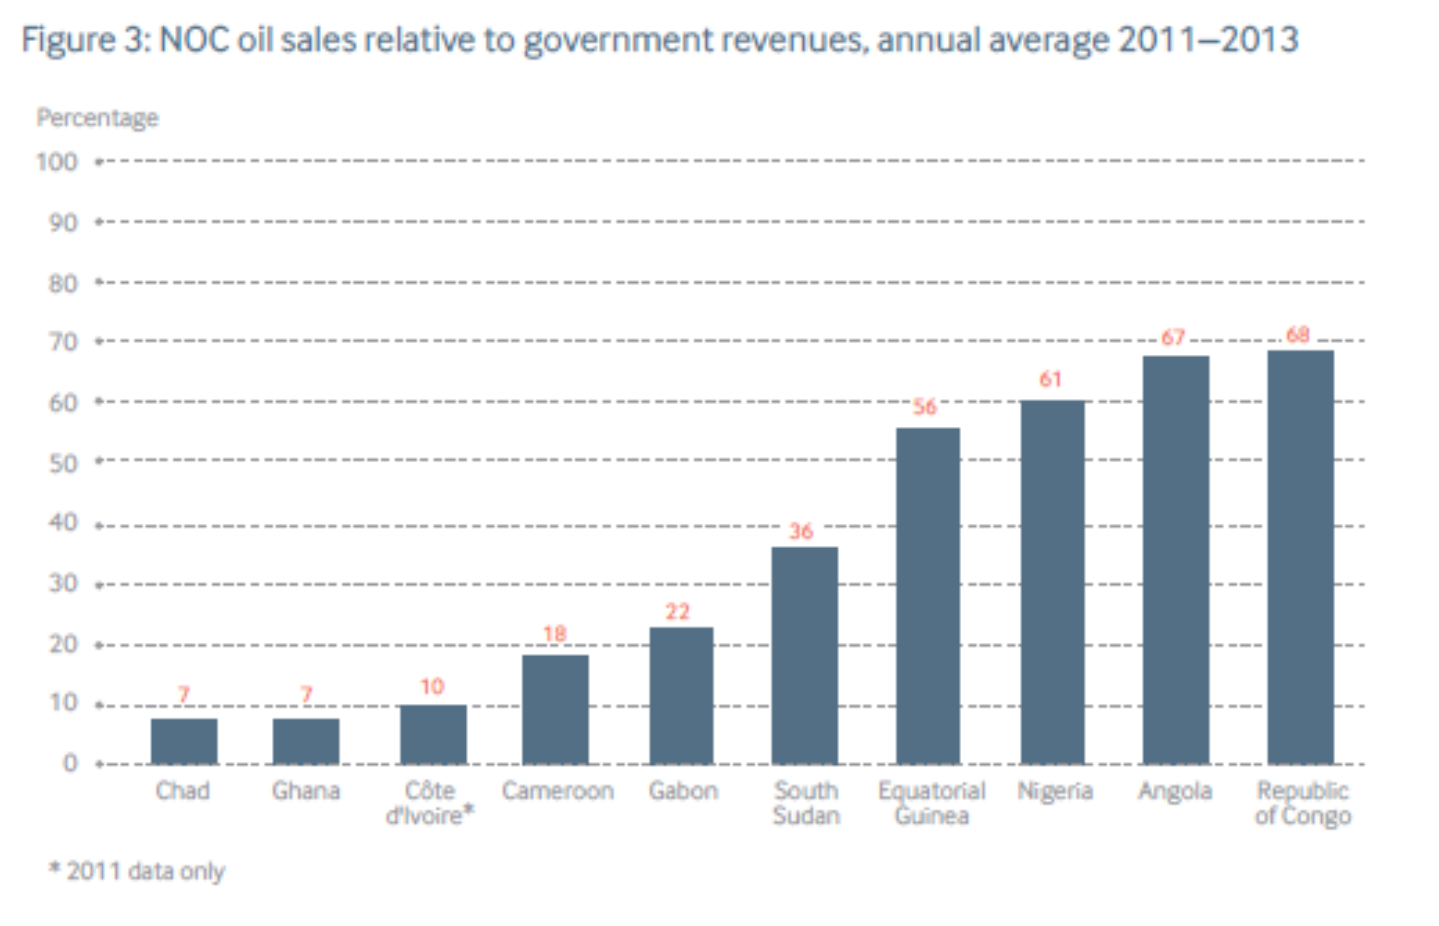 Figure 3: NOC oil sales relative to government revenues, annual average 2011–2013
Percentage
100
90
80
70
60
50
40
30
20
10
0
7
7
10
18
22
36
56
61
67
68
Chad
Ghana
Côte
d'Ivoire*
Cameroon
Gabon
South
Sudan
Equatorial
Guinea
Nigeria
Angola
Republic
of Congo
* 2011 data only